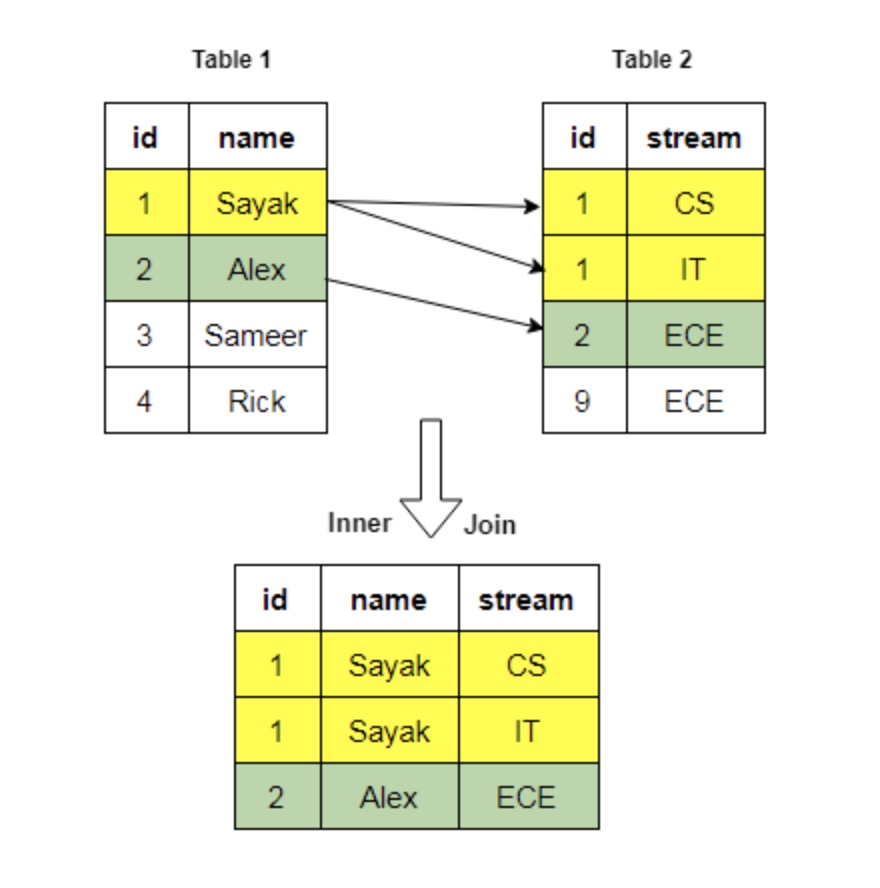 Table 1 Table 2
id name id stream
1 Sayak 1 CS
2 Alex 1 IT
3 Sameer 2 ECE
4 Rick 9 ECE
Inner Join
id name stream
1 Sayak CS
1 Sayak IT
2 Alex ECE